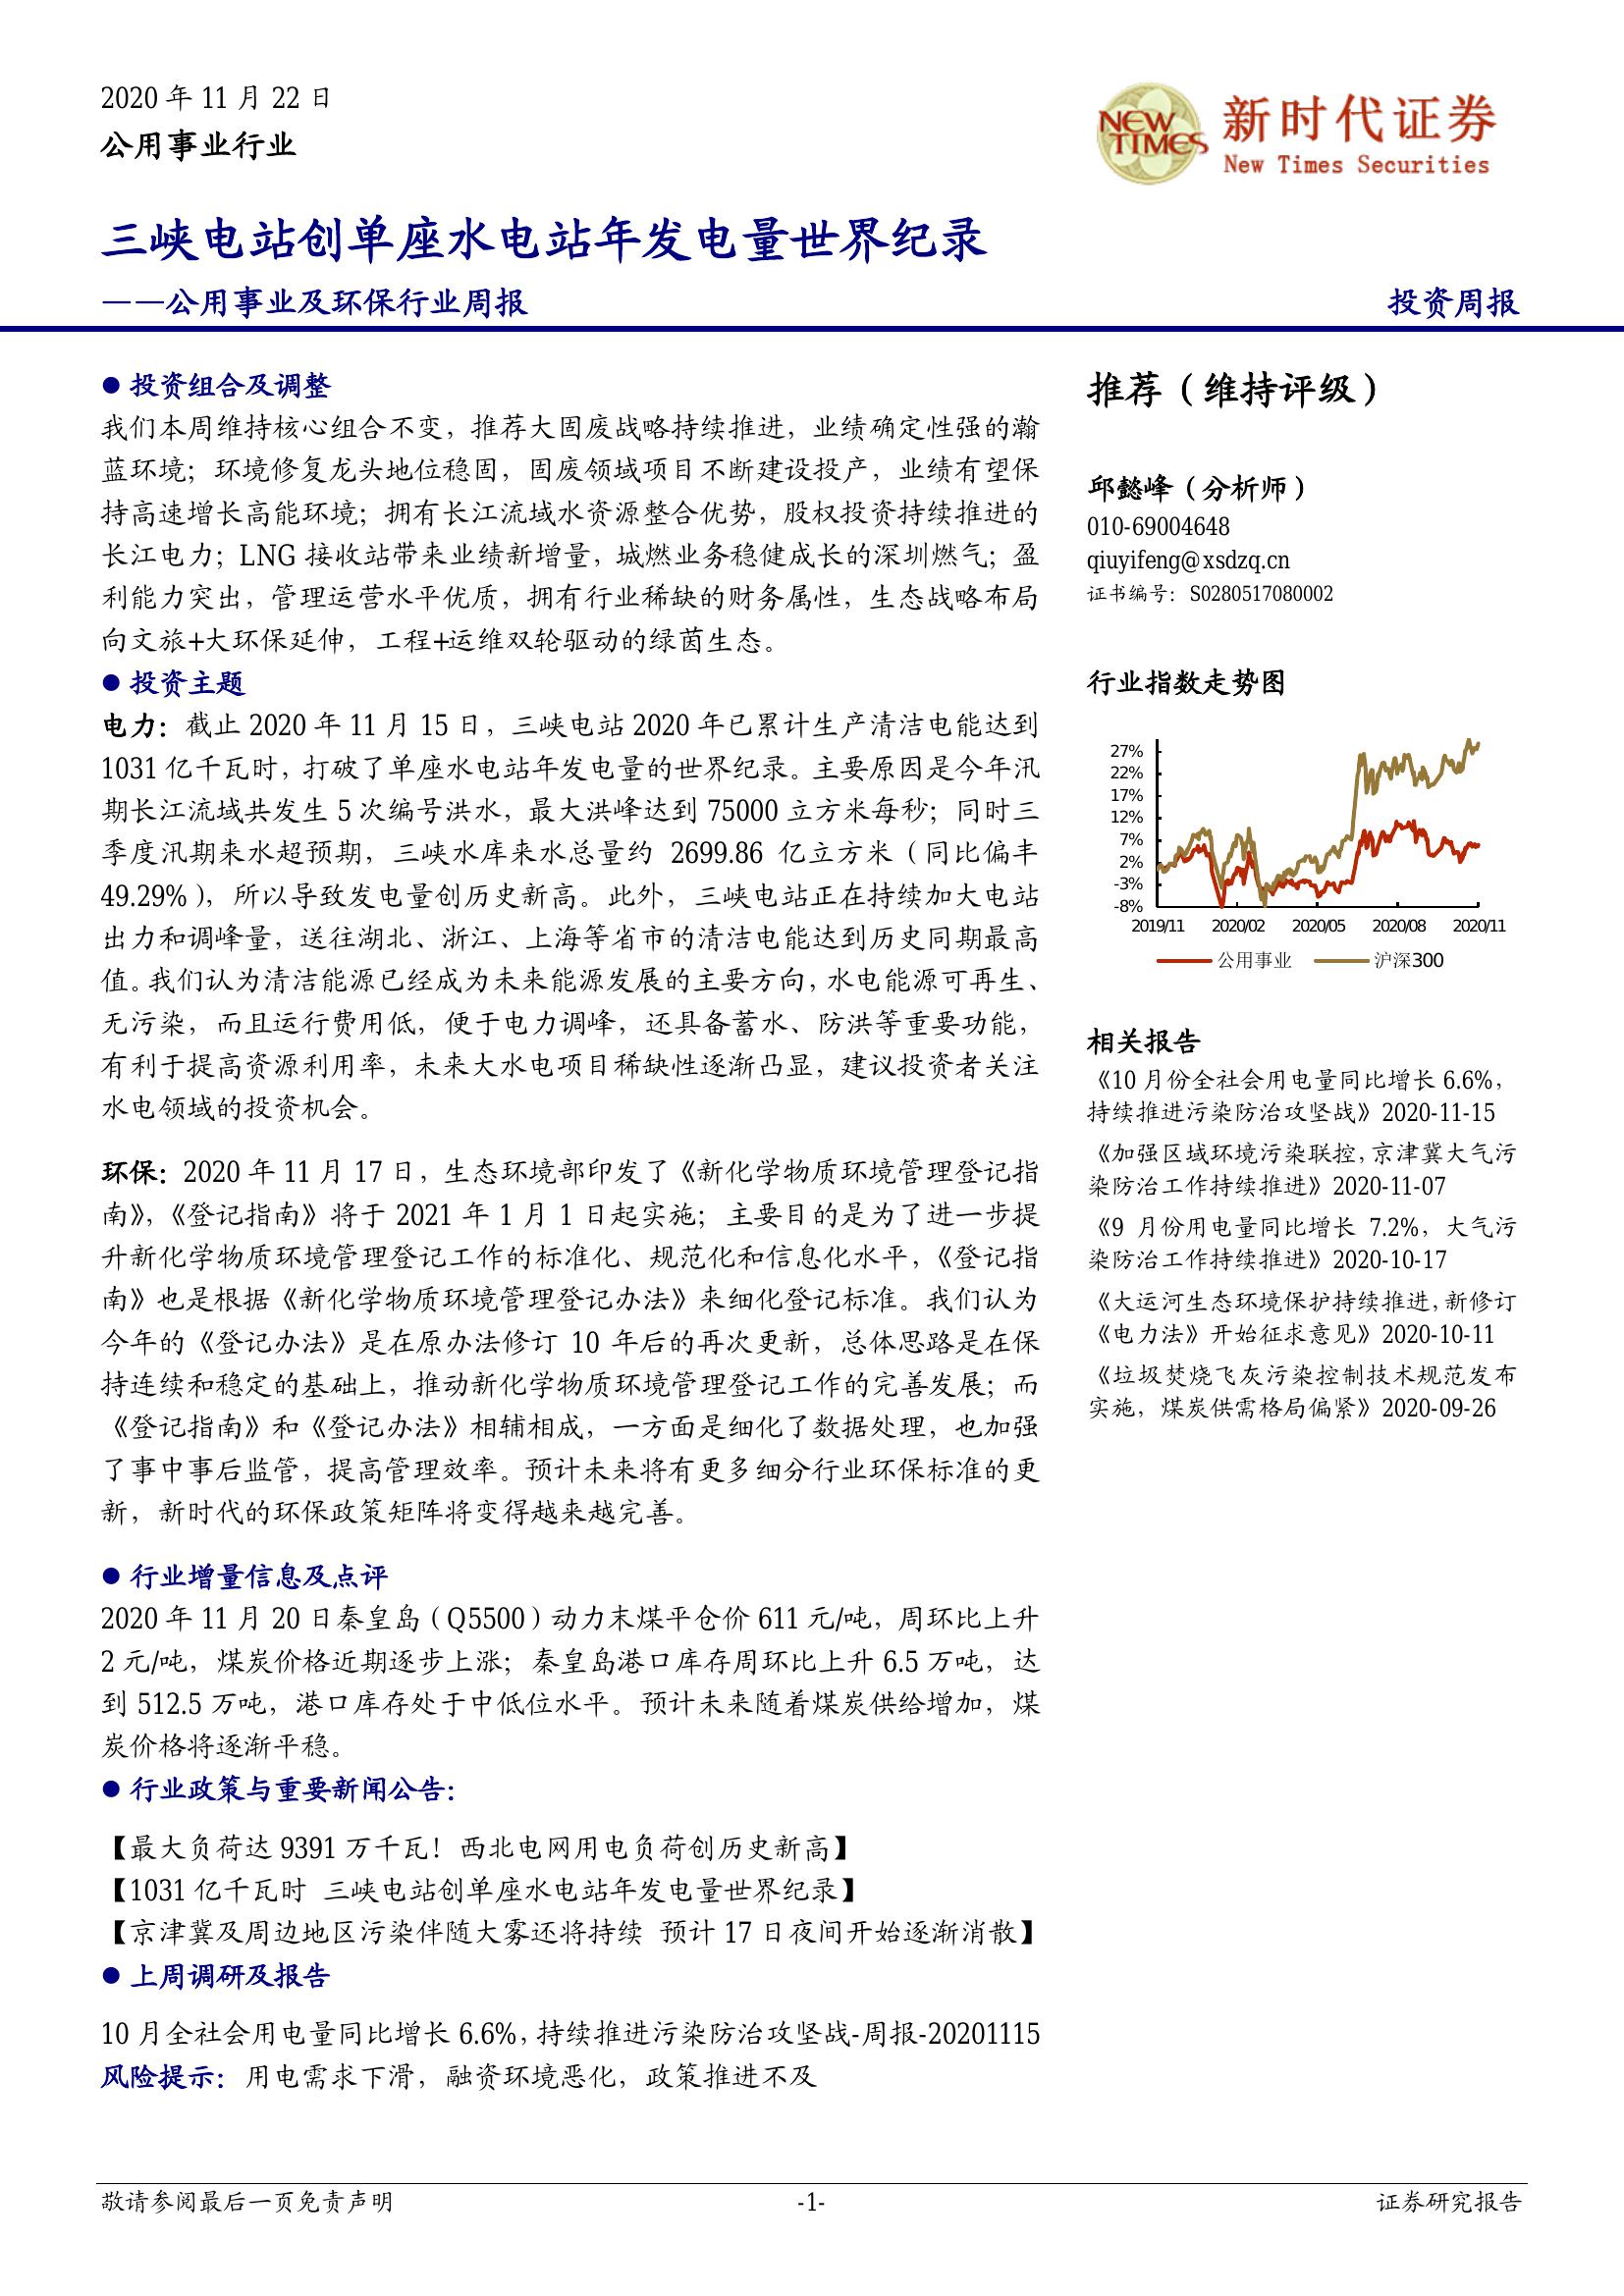 2020 年 11 月 22 日
公用事业行业
NEW TIMES
新时代证券
New Times Securities
三峡电站创单座水电站年发电量世界纪录
——公用事业及环保行业周报
投资周报
● 投资组合及调整
我们本周维持核心组合不变，推荐大固废战略持续推进，业绩确定性强的瀚
蓝环境；环境修复龙头地位稳固，固废领域项目不断建设投产，业绩有望保
持高速增长高能环境；拥有长江流域水资源整合优势，股权投资持续推进的
长江电力；LNG 接收站带来业绩新增量，城燃业务稳健成长的深圳燃气；盈
利能力突出，管理运营水平优质，拥有行业稀缺的财务属性，生态战略布局
向文旅+大环保延伸，工程+运维双轮驱动的绿茵生态。
● 投资主题
电力：截止 2020 年 11 月 15 日，三峡电站 2020 年已累计生产清洁电能达到
1031 亿千瓦时，打破了单座水电站年发电量的世界纪录。主要原因是今年汛
期长江流域共发生 5 次编号洪水，最大洪峰达到 75000 立方米每秒；同时三
季度汛期来水超预期，三峡水库来水总量约 2699.86 亿立方米（同比偏丰
49.29%），所以导致发电量创历史新高。此外，三峡电站正在持续加大电站
出力和调峰量，送往湖北、浙江、上海等省市的清洁电能达到历史同期最高
值。我们认为清洁能源已经成为未来能源发展的主要方向，水电能源可再生、
无污染，而且运行费用低，便于电力调峰，还具备蓄水、防洪等重要功能，
有利于提高资源利用率，未来大水电项目稀缺性逐渐凸显，建议投资者关注
水电领域的投资机会。
环保：2020 年 11 月 17 日，生态环境部印发了《新化学物质环境管理登记指
南》，《登记指南》将于 2021 年 1 月 1 日起实施；主要目的是为了进一步提
升新化学物质环境管理登记工作的标准化、规范化和信息化水平，《登记指
南》也是根据《新化学物质环境管理登记办法》来细化登记标准。我们认为
今年的《登记办法》是在原办法修订 10 年后的再次更新，总体思路是在保
持连续和稳定的基础上，推动新化学物质环境管理登记工作的完善发展；而
《登记指南》和《登记办法》相辅相成，一方面是细化了数据处理，也加强
了事中事后监管，提高管理效率。预计未来将有更多细分行业环保标准的更
新，新时代的环保政策矩阵将变得越来越完善。
● 行业增量信息及点评
2020 年 11 月 20 日秦皇岛（Q5500）动力末煤平仓价 611 元/吨，周环比上升
2 元/吨，煤炭价格近期逐步上涨；秦皇岛港口库存周环比上升 6.5 万吨，达
到 512.5 万吨，港口库存处于中低位水平。预计未来随着煤炭供给增加，煤
炭价格将逐渐平稳。
● 行业政策与重要新闻公告：
【最大负荷达 9391 万千瓦！西北电网用电负荷创历史新高】
【1031 亿千瓦时 三峡电站创单座水电站年发电量世界纪录】
【京津冀及周边地区污染伴随大雾还将持续 预计 17 日夜间开始逐渐消散】
● 上周调研及报告
10 月全社会用电量同比增长 6.6%，持续推进污染防治攻坚战-周报-20201115
风险提示：用电需求下滑，融资环境恶化，政策推进不及
推荐（维持评级）
邱懿峰（分析师）
010-69004648
qiuyifeng@xsdzq.cn
证书编号：S0280517080002
行业指数走势图
27%
22%
17%
12%
7%
2%
-3%
-8%
2019/11 2020/02 2020/05 2020/08 2020/11
公用事业 沪深300
相关报告
《10 月份全社会用电量同比增长 6.6%，
持续推进污染防治攻坚战》2020-11-15
《加强区域环境污染联控，京津冀大气污
染防治工作持续推进》2020-11-07
《9 月份用电量同比增长 7.2%，大气污
染防治工作持续推进》2020-10-17
《大运河生态环境保护持续推进，新修订
《电力法》开始征求意见》2020-10-11
《垃圾焚烧飞灰污染控制技术规范发布
实施，煤炭供需格局偏紧》2020-09-26
敬请参阅最后一页免责声明
-1-
证券研究报告